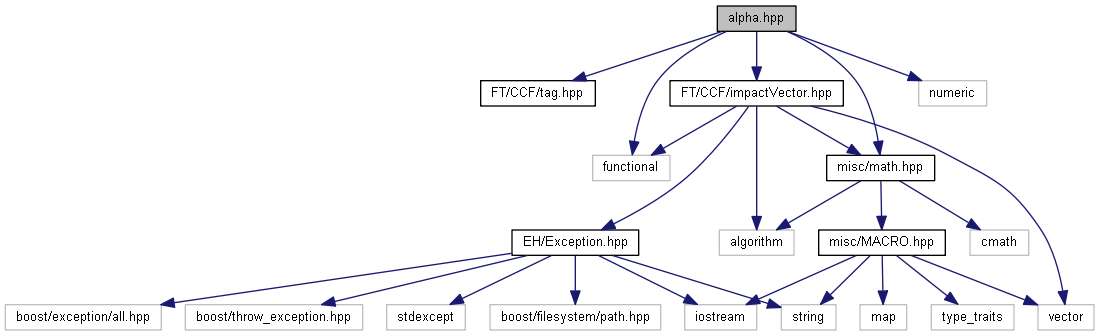 alpha.hpp
FT/CCF/tag.hpp
FT/CCF/impactVector.hpp
numeric
functional
misc/math.hpp
EH/Exception.hpp
algorithm
misc/MACRO.hpp
cmath
boost/exception/all.hpp
boost/throw_exception.hpp
stdexcept
boost/filesystem/path.hpp
iostream
string
map
type_traits
vector